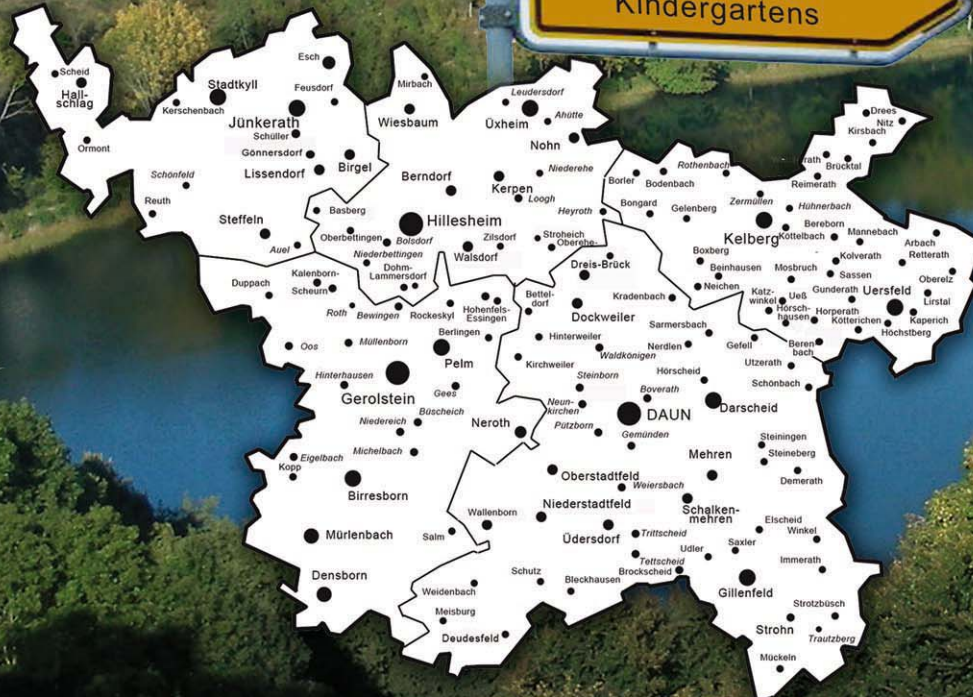 Kindergartens
Esch
Scheid
Hall-
schlag
Stadtkyll
Feusdorf
Kerschenbach
Jünkerath
Schüller
Ormont
Gönnersdorf
Birgel
Lissendorf
Schönfeld
Reuth
Steffeln
Auel
Mirbach
Wiesbaum
Leudersdorf
Üxheim
Ahütte
Nohn
Niederehe
Berndorf
Kerpen
Loogh
Heyroth
Basberg
Hillesheim
Oberbettingen
Bolsdorf
Zilsdorf
Stroheich
Oberehe-
Walsdorf
Niederbettingen
Dohm-
Lammersdorf
Drees
Nitz
Kirsbach
Brücktal
Reimerath
Rothenbach
Borler
Bodenbach
Zermüllen
Hühnerbach
Bongard
Gelenberg
Kelberg
Bereborn
Köttelbach
Mannebach
Arbach
Retterath
Boxberg
Kolverath
Beinhausen
Mosbruch
Sassen
Oberelz
Neichen
Katz-
winkel
Ueß
Gunderath
Uersfeld
Lirstal
Hörsch-
hausen
Horperath
Kaperich
Kötterichen
Höchstberg
Gefell
Beren-
bach
Utzerath
Schönbach
Duppach
Kalenborn-
Scheurn
Roth
Bewingen
Rockeskyll
Hohenfels-
Essingen
Berlingen
Oos
Müllenborn
Pelm
Hinterhausen
Gerolstein
Gees
Büscheich
Niedereich
Neroth
Michelbach
Eigelbach
Kopp
Birresborn
Mürlenbach
Salm
Densborn
Dreis-Brück
Bettel-
dorf
Kradenbach
Dockweiler
Sarmersbach
Hinterweiler
Nerdlen
Waldkönigen
Kirchweiler
Hörscheid
Steinborn
Boverath
Neun-
kirchen
DAUN
Darscheid
Pützborn
Gemünden
Steiningen
Mehren
Steineberg
Oberstadtfeld
Demerath
Weiersbach
Niederstadtfeld
Schalken-
mehren
Wallenborn
Elscheid
Winkel
Üdersdorf
Trittscheid
Saxler
Udler
Tettscheid
Immerath
Brockscheid
Schutz
Bleckhausen
Gillenfeld
Weidenbach
Meisburg
Strotzbüsch
Deudesfeld
Strohn
Trautzberg
Mückeln